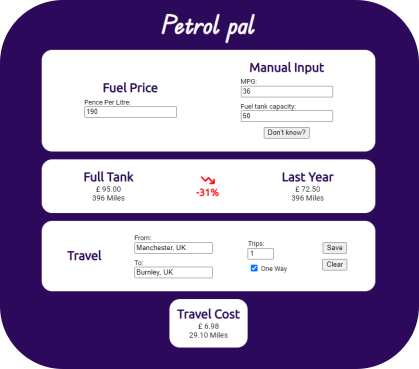 Petrol pal
Fuel Price
Pence Per Litre:
190
Manual Input
MPG:
36
Fuel tank capacity:
50
Don't know?
Full Tank
£ 95.00
396 Miles
-31%
Last Year
£ 72.50
396 Miles
Travel
From:
Manchester, UK
To:
Burnley, UK
Trips:
1
One Way
Save
Clear
Travel Cost
£ 6.98
29.10 Miles